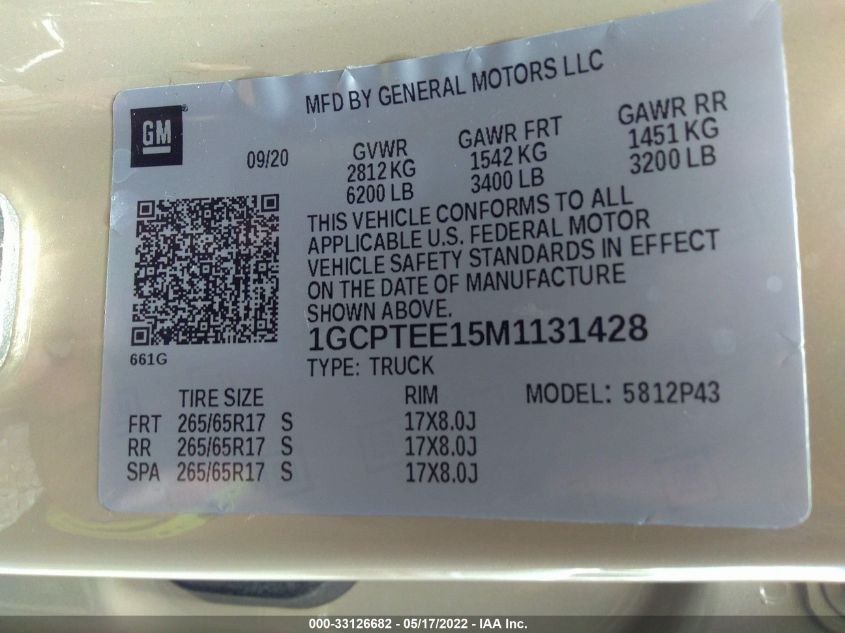 MFD BY GENERAL MOTORS LLC
GM
09/20
GVWR GAWR FRT GAWR RR
2812 KG 1542 KG 1451 KG
6200 LB 3400 LB 3200 LB
THIS VEHICLE CONFORMS TO ALL
APPLICABLE U.S. FEDERAL MOTOR
VEHICLE SAFETY STANDARDS IN EFFECT
ON THE DATE OF MANUFACTURE
SHOWN ABOVE.
1GCPTEE15M1131428
661G
TYPE: TRUCK
TIRE SIZE RIM MODEL: 5812P43
FRT 265/65R17 S 17X8.0J
RR 265/65R17 S 17X8.0J
SPA 265/65R17 S 17X8.0J
000-33126682 - 05/17/2022 - IAA Inc.